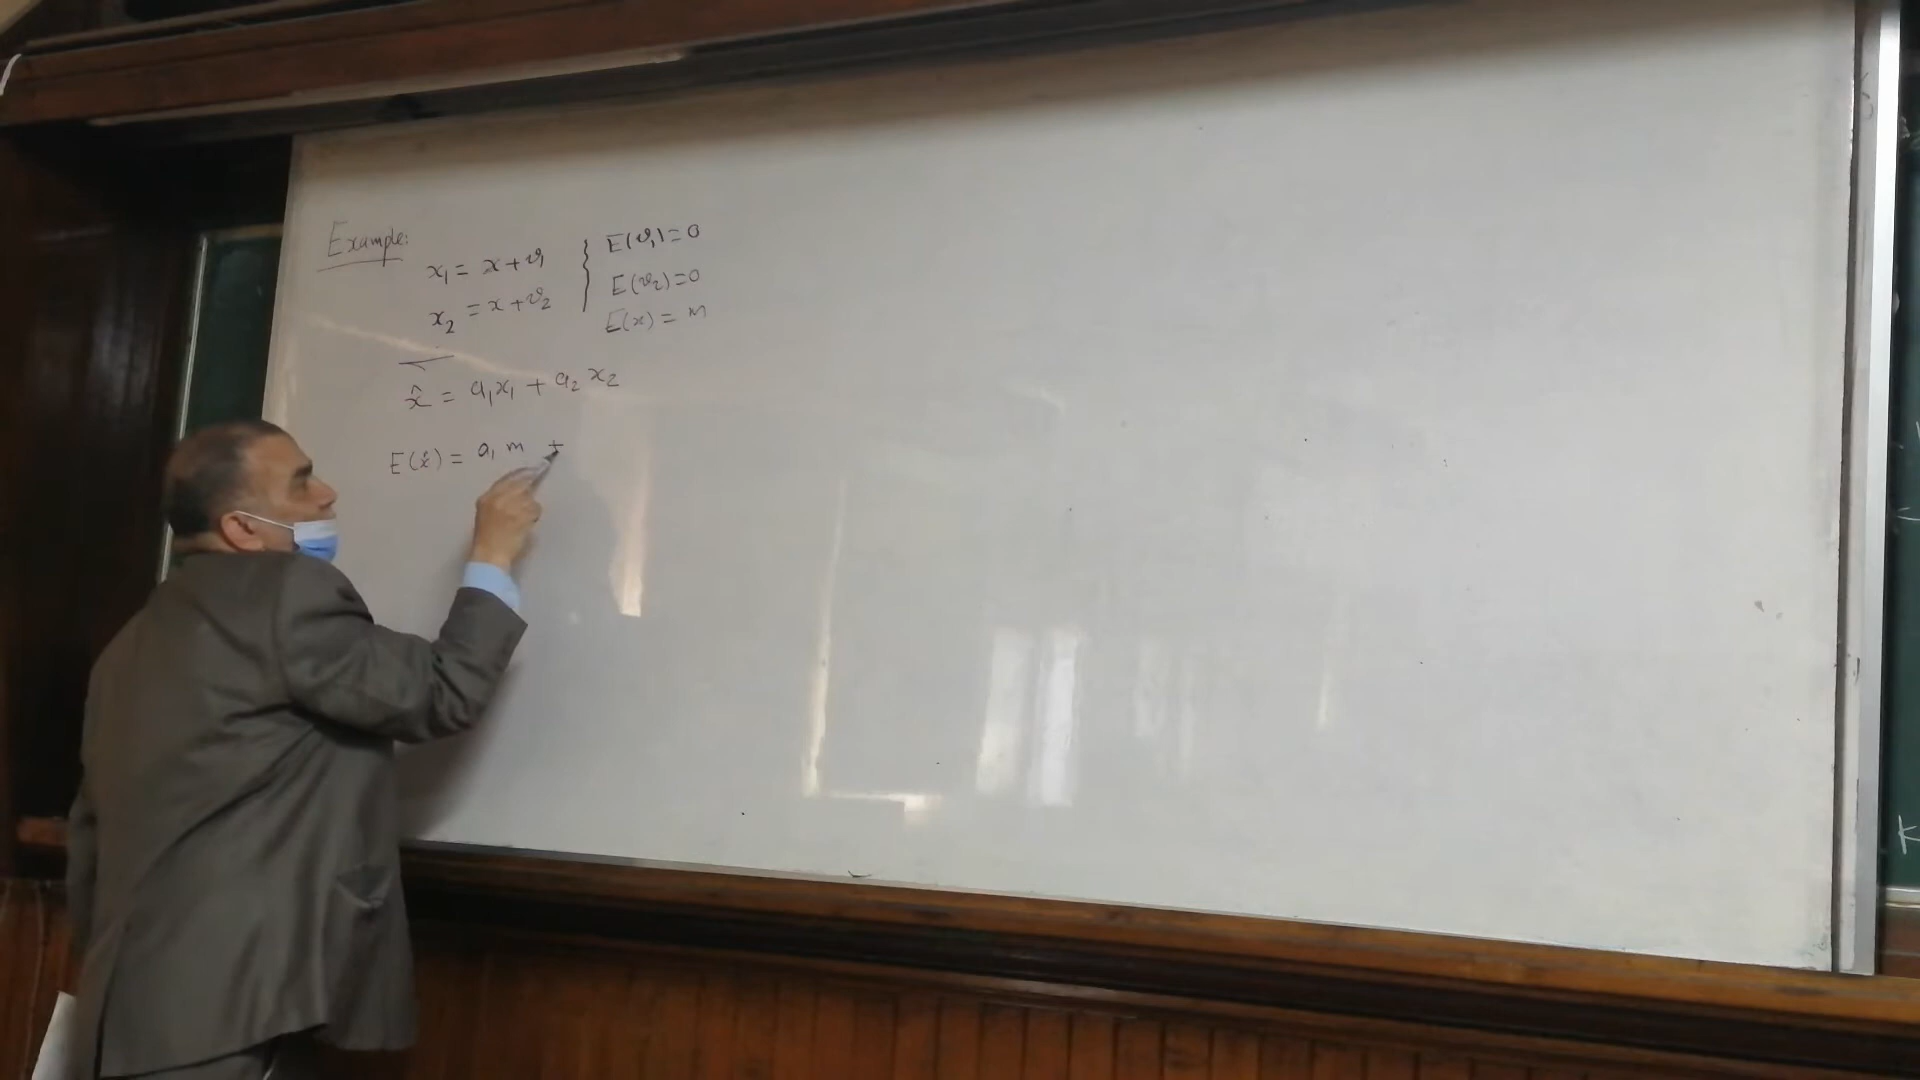 Example:
x₁ = x + v₁
x₂ = x + v₂
E(v₁) = 0
E(v₂) = 0
E(x) = m
x̂ = a₁x₁ + a₂x₂
E(x̂) = a₁ m +
K